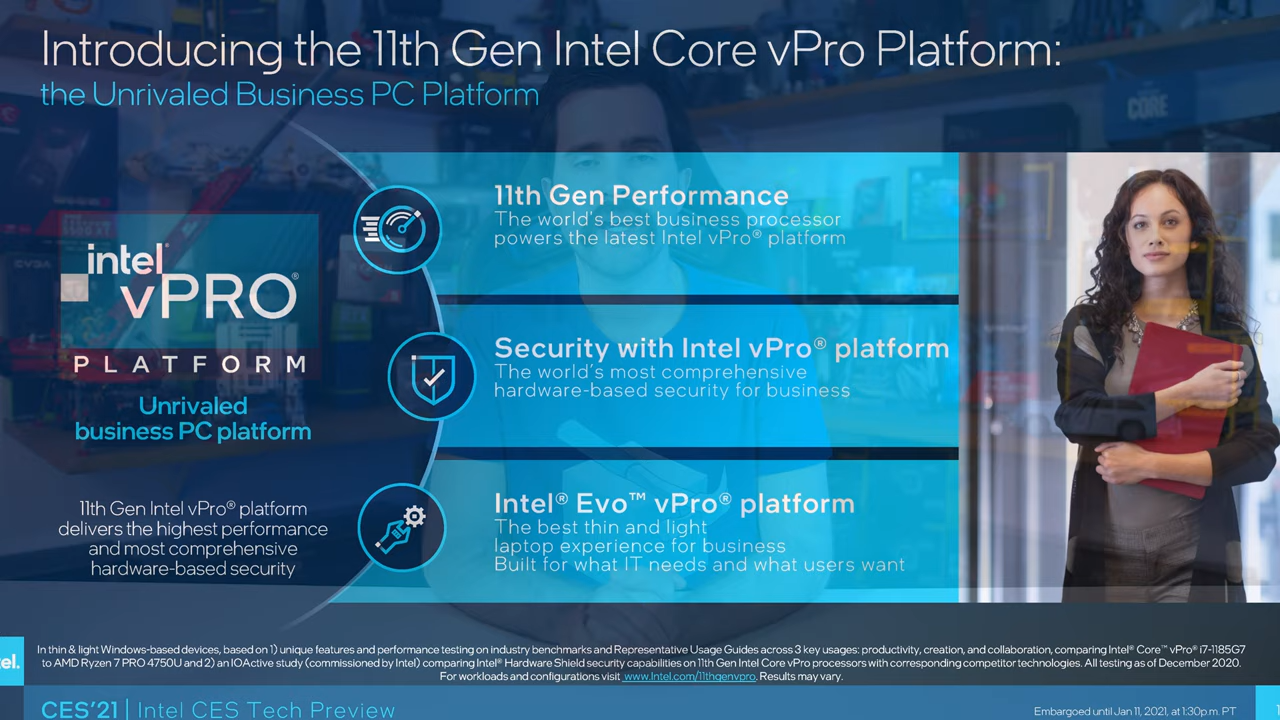 Introducing the 11th Gen Intel Core vPro Platform:
the Unrivaled Business PC Platform
CORE
11th Gen Performance
The world's best business processor
powers the latest Intel vPro® platform
EVGA
intel®
vPRO®
PLATFORM
Unrivaled
business PC platform
11th Gen Intel vPro® platform
delivers the highest performance
and most comprehensive
hardware-based security
Security with Intel vPro® platform
The world's most comprehensive
hardware-based security for business
Intel® Evo™ vPro® platform
The best thin and light
laptop experience for business
Built for what IT needs and what users want
el.
In thin & light Windows-based devices, based on 1) unique features and performance testing on industry benchmarks and Representative Usage Guides across 3 key usages: productivity, creation, and collaboration, comparing Intel® Core™ vPro® i7-1185G7
to AMD Ryzen 7 PRO 4750U and 2) an IOActive study (commissioned by Intel) comparing Intel® Hardware Shield security capabilities on 11th Gen Intel Core vPro processors with corresponding competitor technologies. All testing as of December 2020.
For workloads and configurations visit www.Intel.com/11thgenvpro. Results may vary.
CES'21 | Intel CES Tech Preview
Embargoed until Jan 11, 2021, at 1:30p.m. PT
1